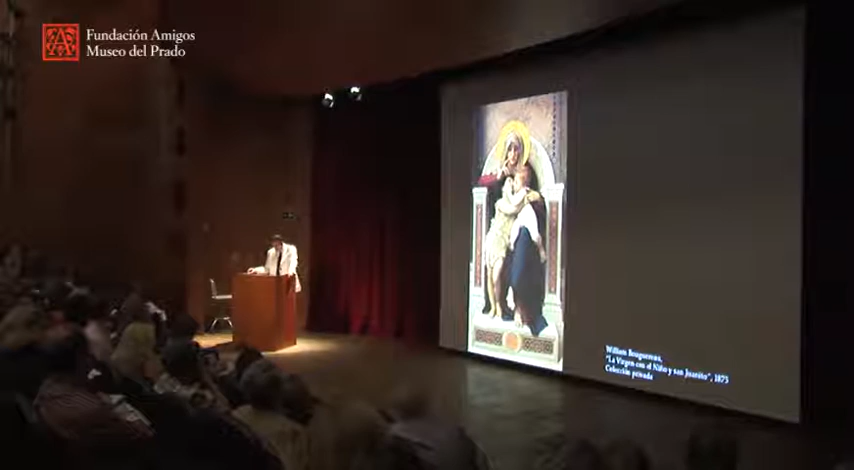 Fundación Amigos
Museo del Prado
William Bouguereau,
"La Virgen con el Niño y san Juanito", 1875
Colección privada